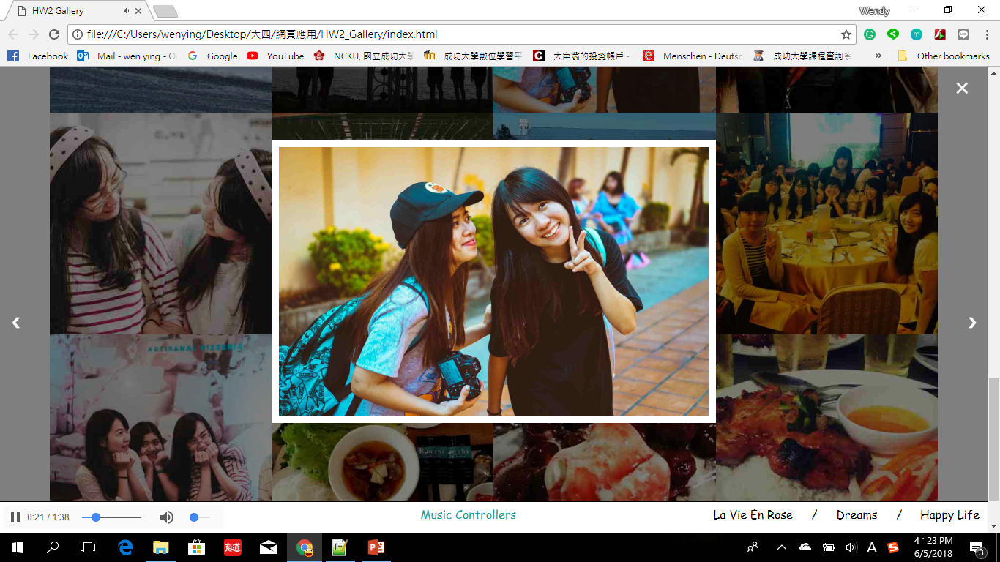 HW2 Gallery
Wendy
file:///C:/Users/wenying/Desktop/大四/網頁應用/HW2_Gallery/index.html
Facebook
Mail - wen ying - O
Google
YouTube
NCKU, 國立成功大學
成功大學數位學習平
大富翁的投資帳戶 -
Menschen - Deutsc
成功大學課程查詢系
»
Other bookmarks
ARTISANAL PIZZERIA
0:21 / 1:38
Music Controllers
La Vie En Rose / Dreams / Happy Life
有道
A
4:23 PM
6/5/2018
3